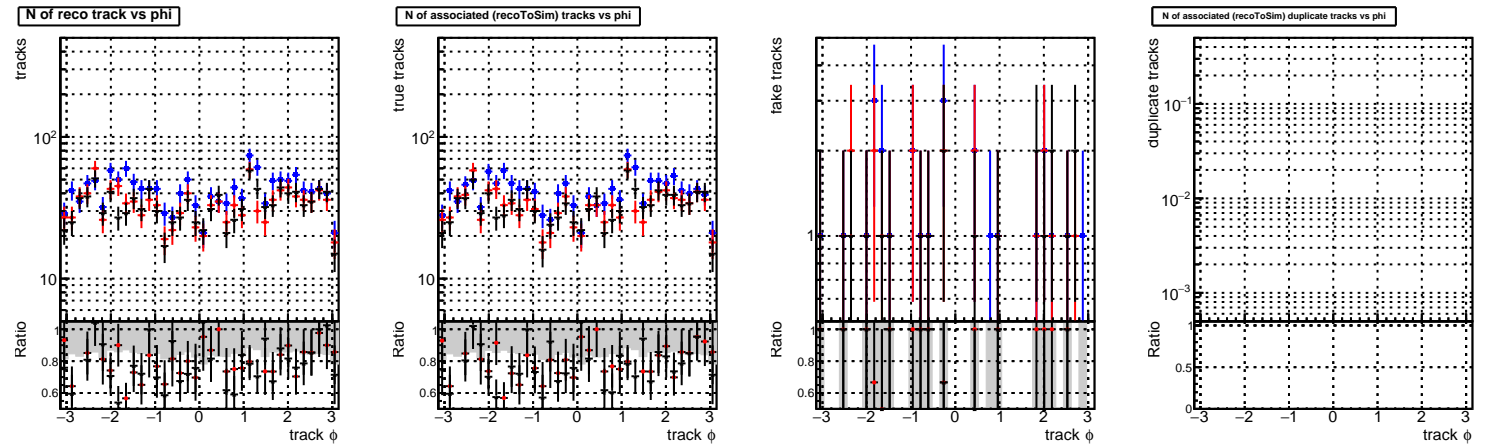 N of reco track vs phi
tracks
10²
10
Ratio
1
0.8
0.6
−3 −2 −1 0 1 2 3
track φ
N of associated (recoToSim) tracks vs phi
true tracks
10²
10
Ratio
1
0.8
0.6
−3 −2 −1 0 1 2 3
track φ
fake tracks
1
Ratio
1
0.8
0.6
−3 −2 −1 0 1 2 3
track φ
N of associated (recoToSim) duplicate tracks vs phi
duplicate tracks
10⁻¹
10⁻²
10⁻³
Ratio
1
0.5
0
−3 −2 −1 0 1 2 3
track φ